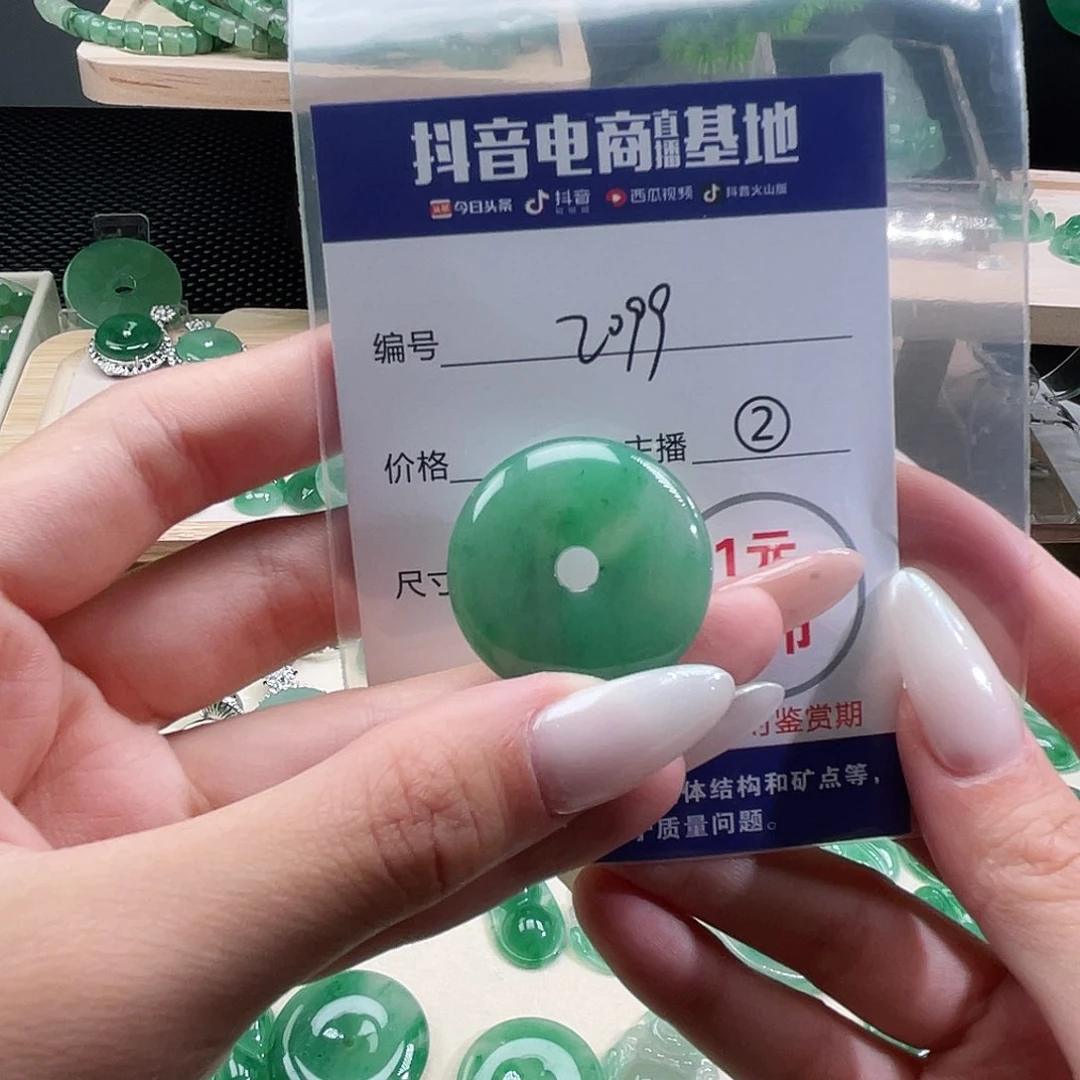 抖音电商直播基地
今日头条 抖音 西瓜视频 抖音火山版
编号 2099
价格 主播 ②
尺寸
1元
鉴赏期
体结构和矿点等，
质量问题。